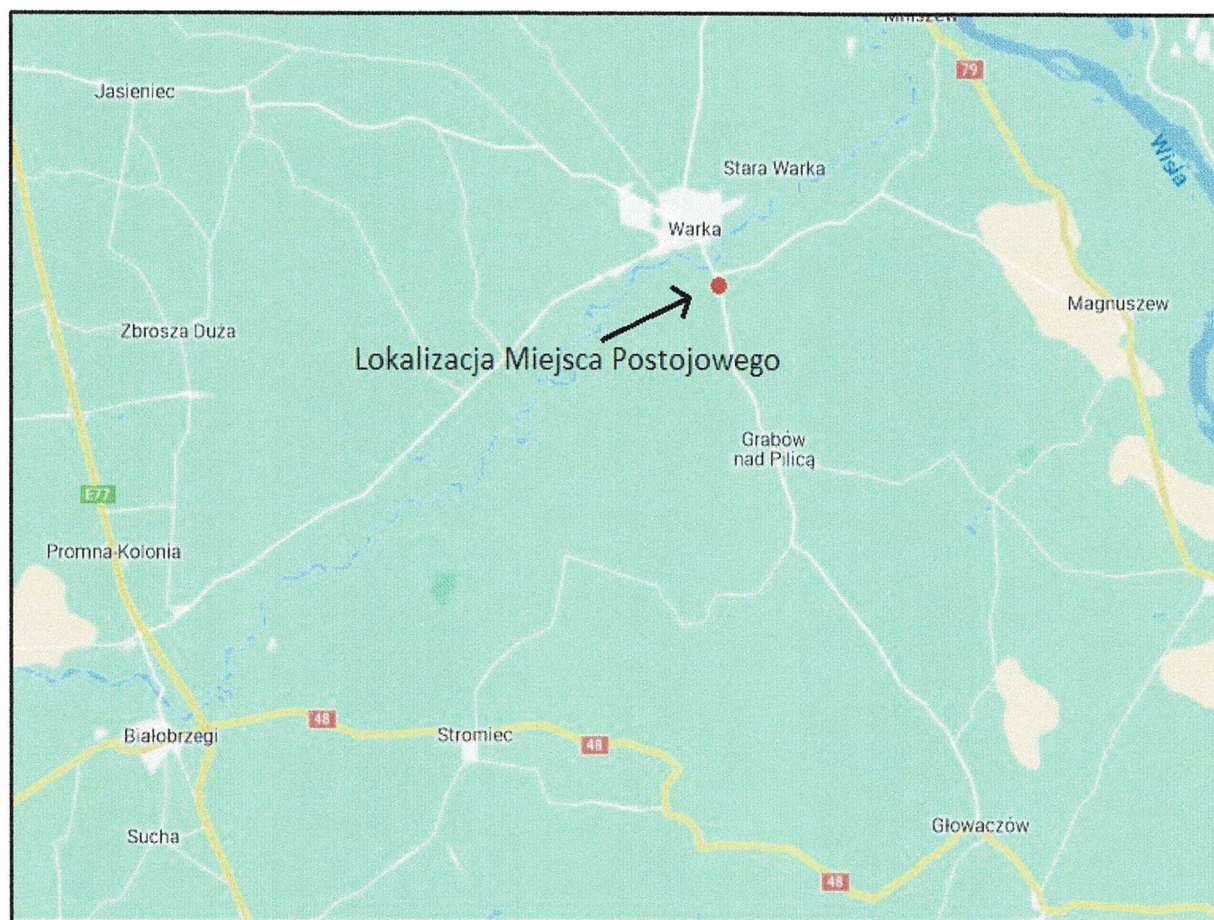 Mniszew
79
Jasieniec
Wisła
Stara Warka
Warka
Magnuszew
Zbrosza Duża
Lokalizacja Miejsca Postojowego
Grabów
nad Pilicą
E77
Promna-Kolonia
48
Białobrzegi
Stromiec
48
Sucha
Głowaczów
48